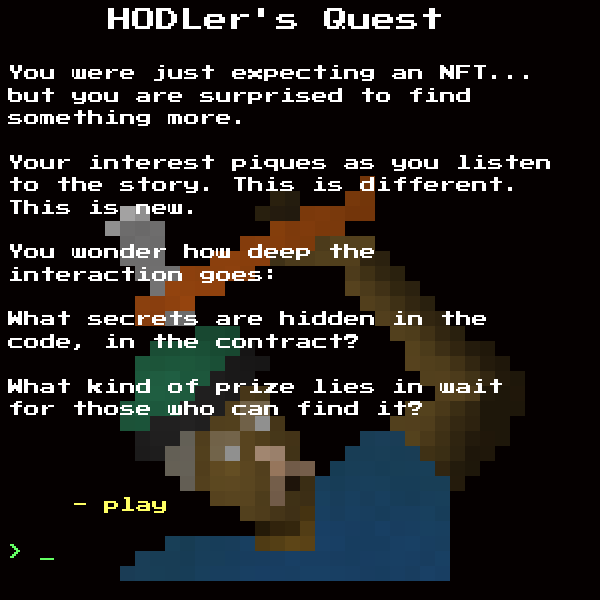 HODLer's Quest
You were just expecting an NFT...
but you are surprised to find
something more.
Your interest piques as you listen
to the story. This is different.
This is new.
You wonder how deep the
interaction goes:
What secrets are hidden in the
code, in the contract?
What kind of prize lies in wait
for those who can find it?
- play
> _